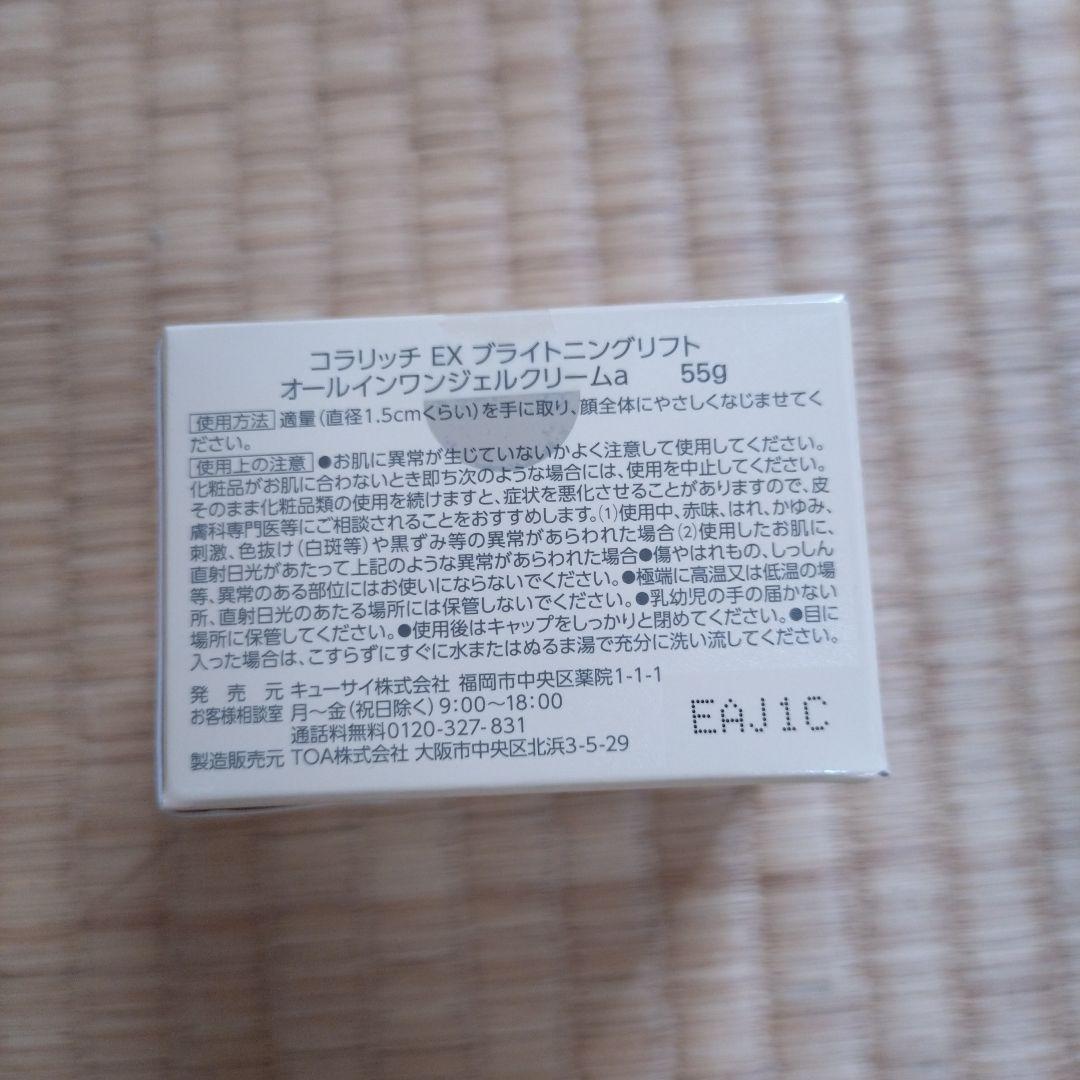 コラリッチ EX ブライトニングリフト
オールインワンジェルクリームa 55g
使用方法 適量(直径1.5cmくらい)を手に取り、顔全体にやさしくなじませてく
ださい。
使用上の注意 ●お肌に異常が生じていないかよく注意して使用してください。
化粧品がお肌に合わないとき即ち次のような場合には、使用を中止してください。
そのまま化粧品類の使用を続けますと、症状を悪化させることがありますので、皮
膚科専門医等にご相談されることをおすすめします。(1)使用中、赤味、はれ、かゆみ、
刺激、色抜け(白斑等)や黒ずみ等の異常があらわれた場合(2)使用したお肌に、
直射日光があたって上記のような異常があらわれた場合●傷やはれもの、しっしん
等、異常のある部位にはお使いにならないでください。●極端に高温又は低温の場
所、直射日光のあたる場所には保管しないでください。●乳幼児の手の届かない
場所に保管してください。●使用後はキャップをしっかりと閉めてください。●目に
入った場合は、こすらずにすぐに水またはぬるま湯で充分に洗い流してください。
発売元 キューサイ株式会社 福岡市中央区薬院1-1-1
お客様相談室 月〜金(祝日除く)9:00〜18:00
通話料無料0120-327-831
製造販売元 TOA株式会社 大阪市中央区北浜3-5-29
EAJ1C